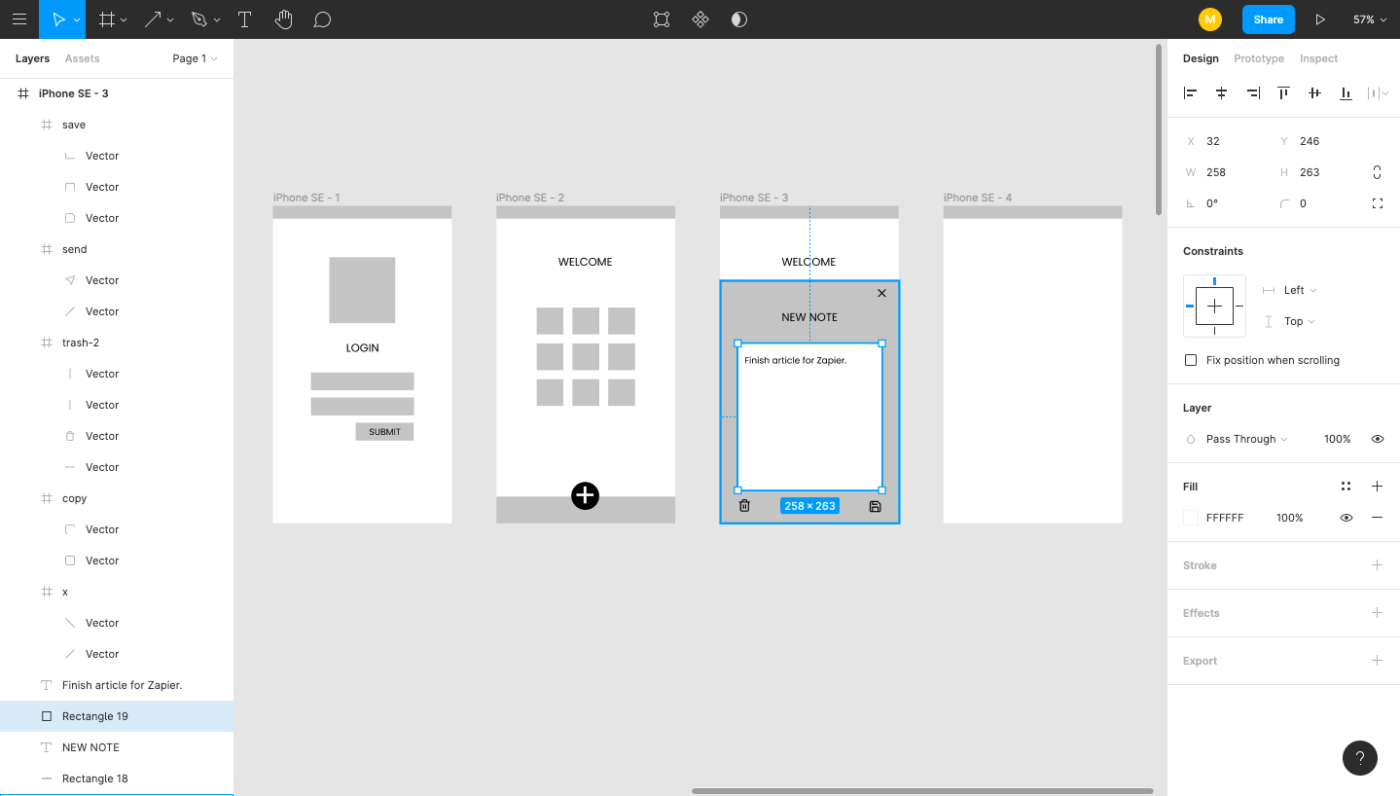 M
Share
57%
Layers
Assets
Page 1
iPhone SE - 3
save
Vector
Vector
Vector
send
Vector
Vector
trash-2
Vector
Vector
Vector
Vector
copy
Vector
Vector
x
Vector
Vector
Finish article for Zapier.
Rectangle 19
NEW NOTE
Rectangle 18
iPhone SE - 1
LOGIN
SUBMIT
iPhone SE - 2
WELCOME
iPhone SE - 3
WELCOME
NEW NOTE
Finish article for Zapier.
258 × 263
iPhone SE - 4
Design
Prototype
Inspect
X 32
Y 246
W 258
H 263
0°
0
Constraints
Left
Top
Fix position when scrolling
Layer
Pass Through
100%
Fill
FFFFFF
100%
Stroke
Effects
Export
?